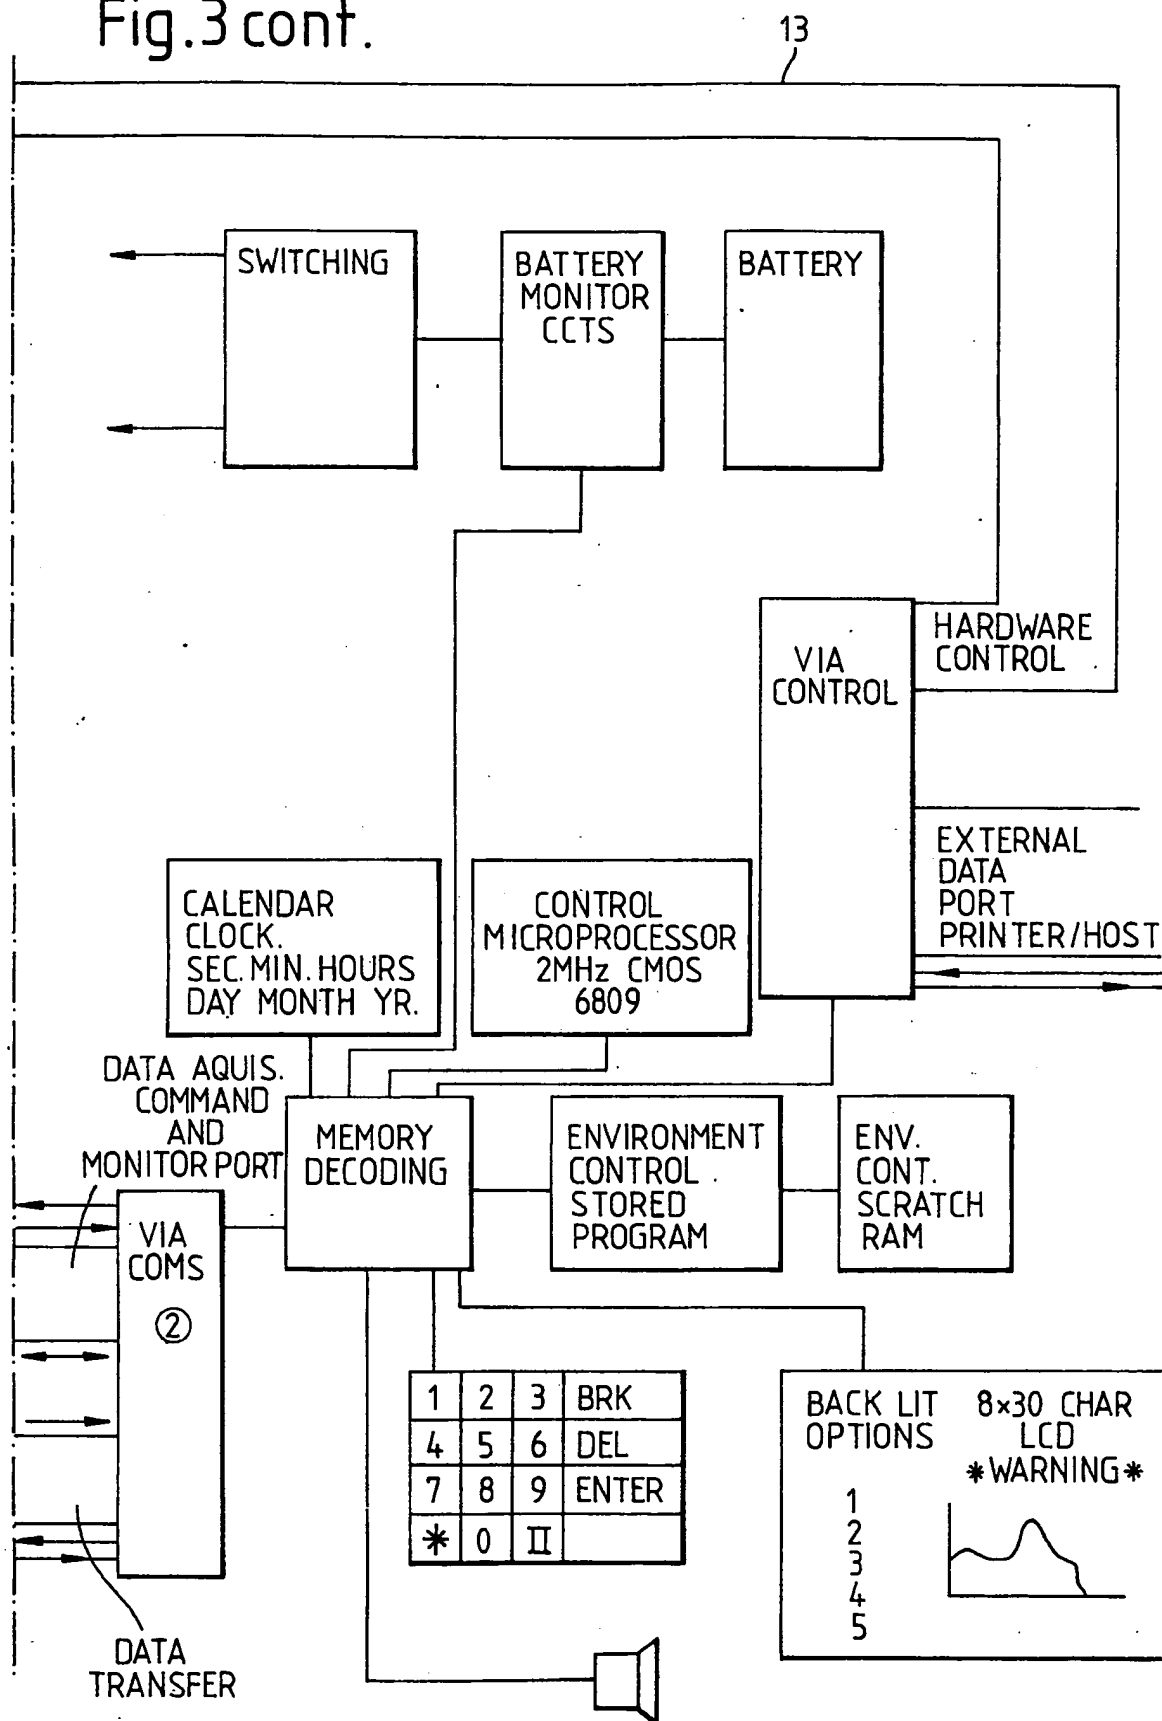 Fig.3 cont.
13
SWITCHING
BATTERY
MONITOR
CCTS
BATTERY
HARDWARE
CONTROL
VIA
CONTROL
EXTERNAL
DATA
PORT
PRINTER/HOST
CALENDAR
CLOCK.
SEC. MIN. HOURS
DAY MONTH YR.
CONTROL
MICROPROCESSOR
2MHz CMOS
6809
DATA AQUIS.
COMMAND
AND
MONITOR PORT
MEMORY
DECODING
ENVIRONMENT
CONTROL
STORED
PROGRAM
ENV.
CONT.
SCRATCH
RAM
VIA
COMS
②
1 2 3 BRK
4 5 6 DEL
7 8 9 ENTER
* 0 II
BACK LIT
OPTIONS
8×30 CHAR
LCD
*WARNING*
1
2
3
4
5
DATA
TRANSFER